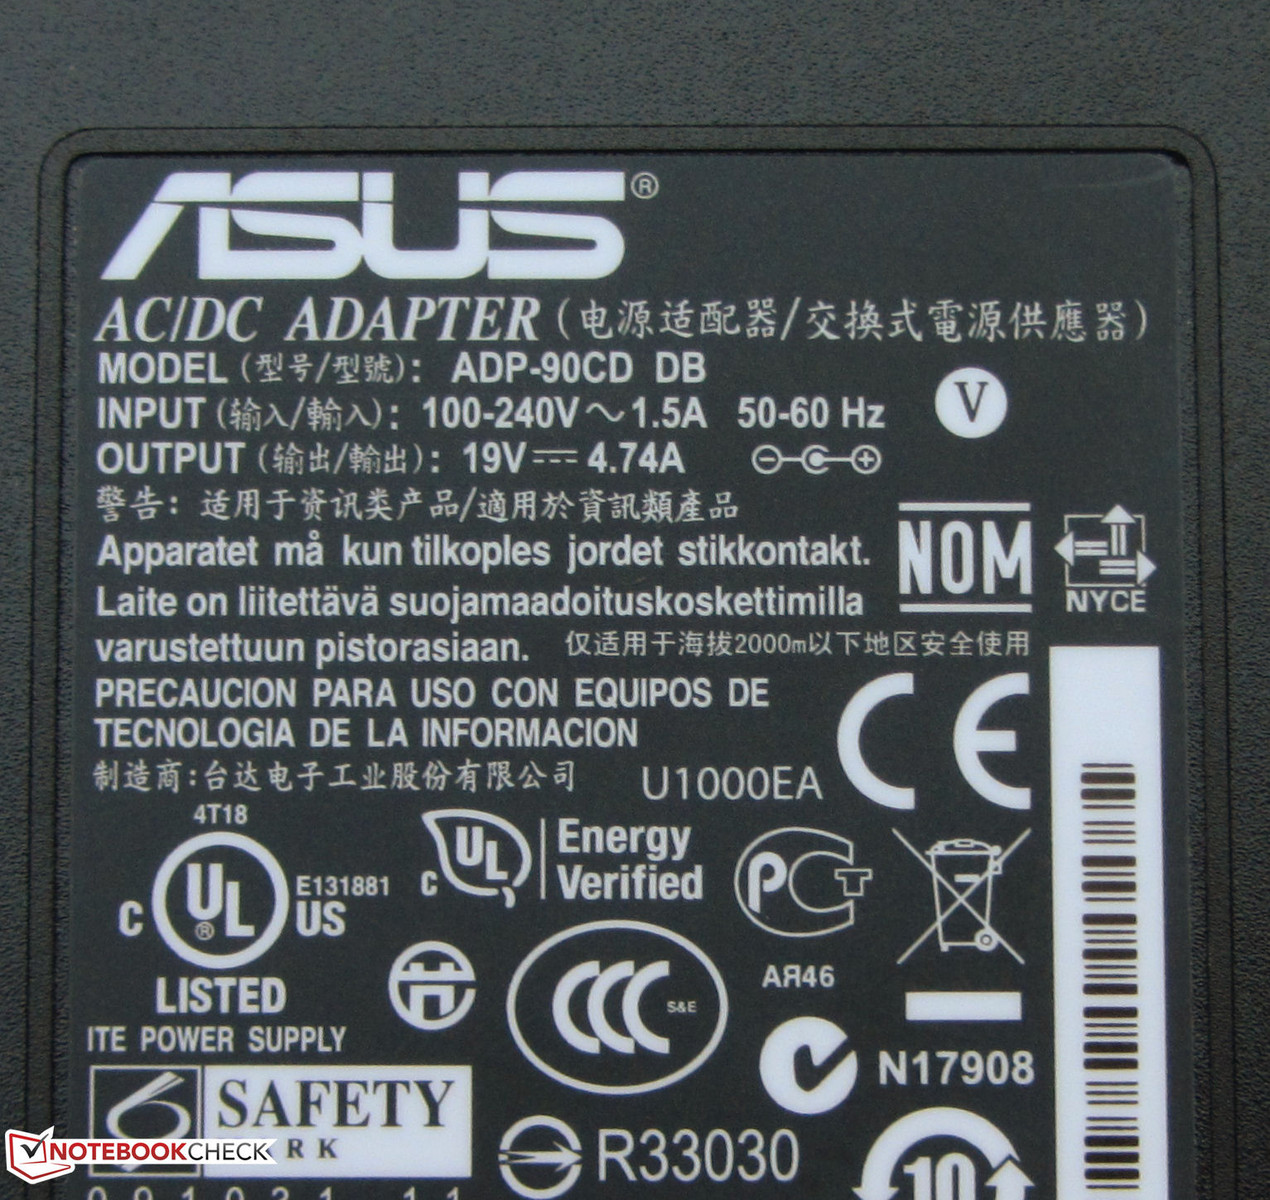 ASUS®
AC/DC ADAPTER (电源适配器/交換式電源供應器)
MODEL (型号/型號): ADP-90CD DB
INPUT (输入/輸入): 100-240V～1.5A 50-60 Hz
V
OUTPUT (输出/輸出): 19V⎓4.74A
警告: 适用于资讯类产品/適用於資訊類產品
Apparatet må kun tilkoples jordet stikkontakt.
NOM
NYCE
Laite on liitettävä suojamaadoituskoskettimilla
varustettuun pistorasiaan. 仅适用于海拔2000m以下地区安全使用
PRECAUCION PARA USO CON EQUIPOS DE
TECNOLOGIA DE LA INFORMACION
CE
制造商:台达电子工业股份有限公司
U1000EA
4T18
c UL® US
E131881
LISTED
ITE POWER SUPPLY
c UL Energy
Verified
PCT
АЯ46
CCC S&E
N17908
SAFETY
RK
R33030
10
NOTEBOOKCHECK